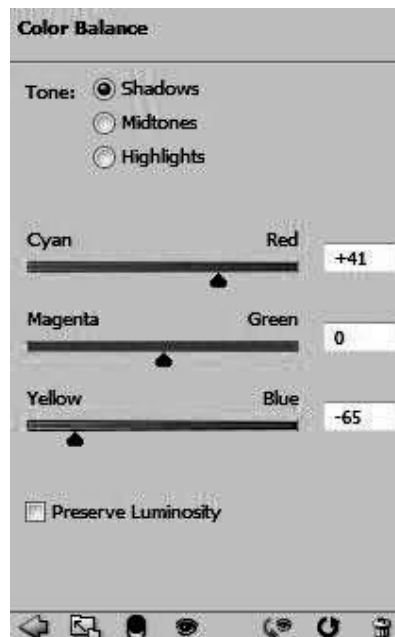 Color Balance
Tone: Shadows
Midtones
Highlights
Cyan Red +41
Magenta Green 0
Yellow Blue -65
Preserve Luminosity